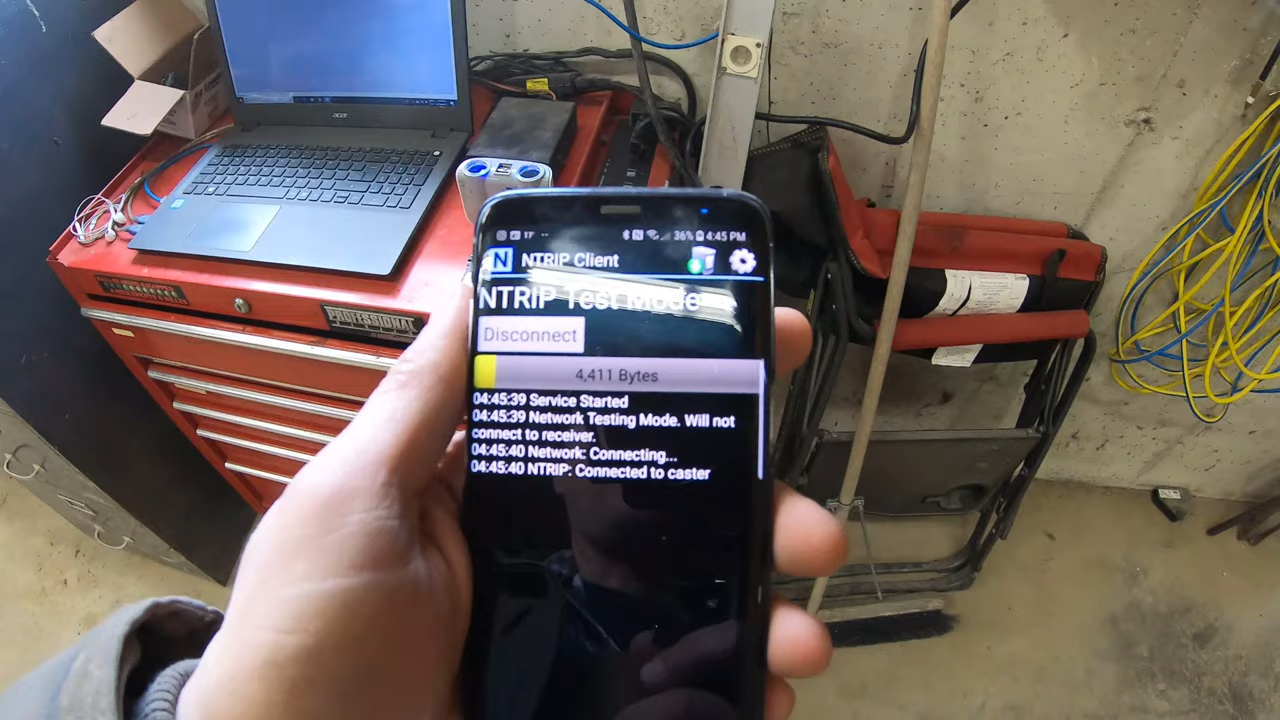 acer
PROFESSIONAL
36% 4:45 PM
N NTRIP Client
NTRIP Test Mode
Disconnect
4,411 Bytes
04:45:39 Service Started
04:45:39 Network Testing Mode. Will not
connect to receiver.
04:45:40 Network: Connecting...
04:45:40 NTRIP: Connected to caster